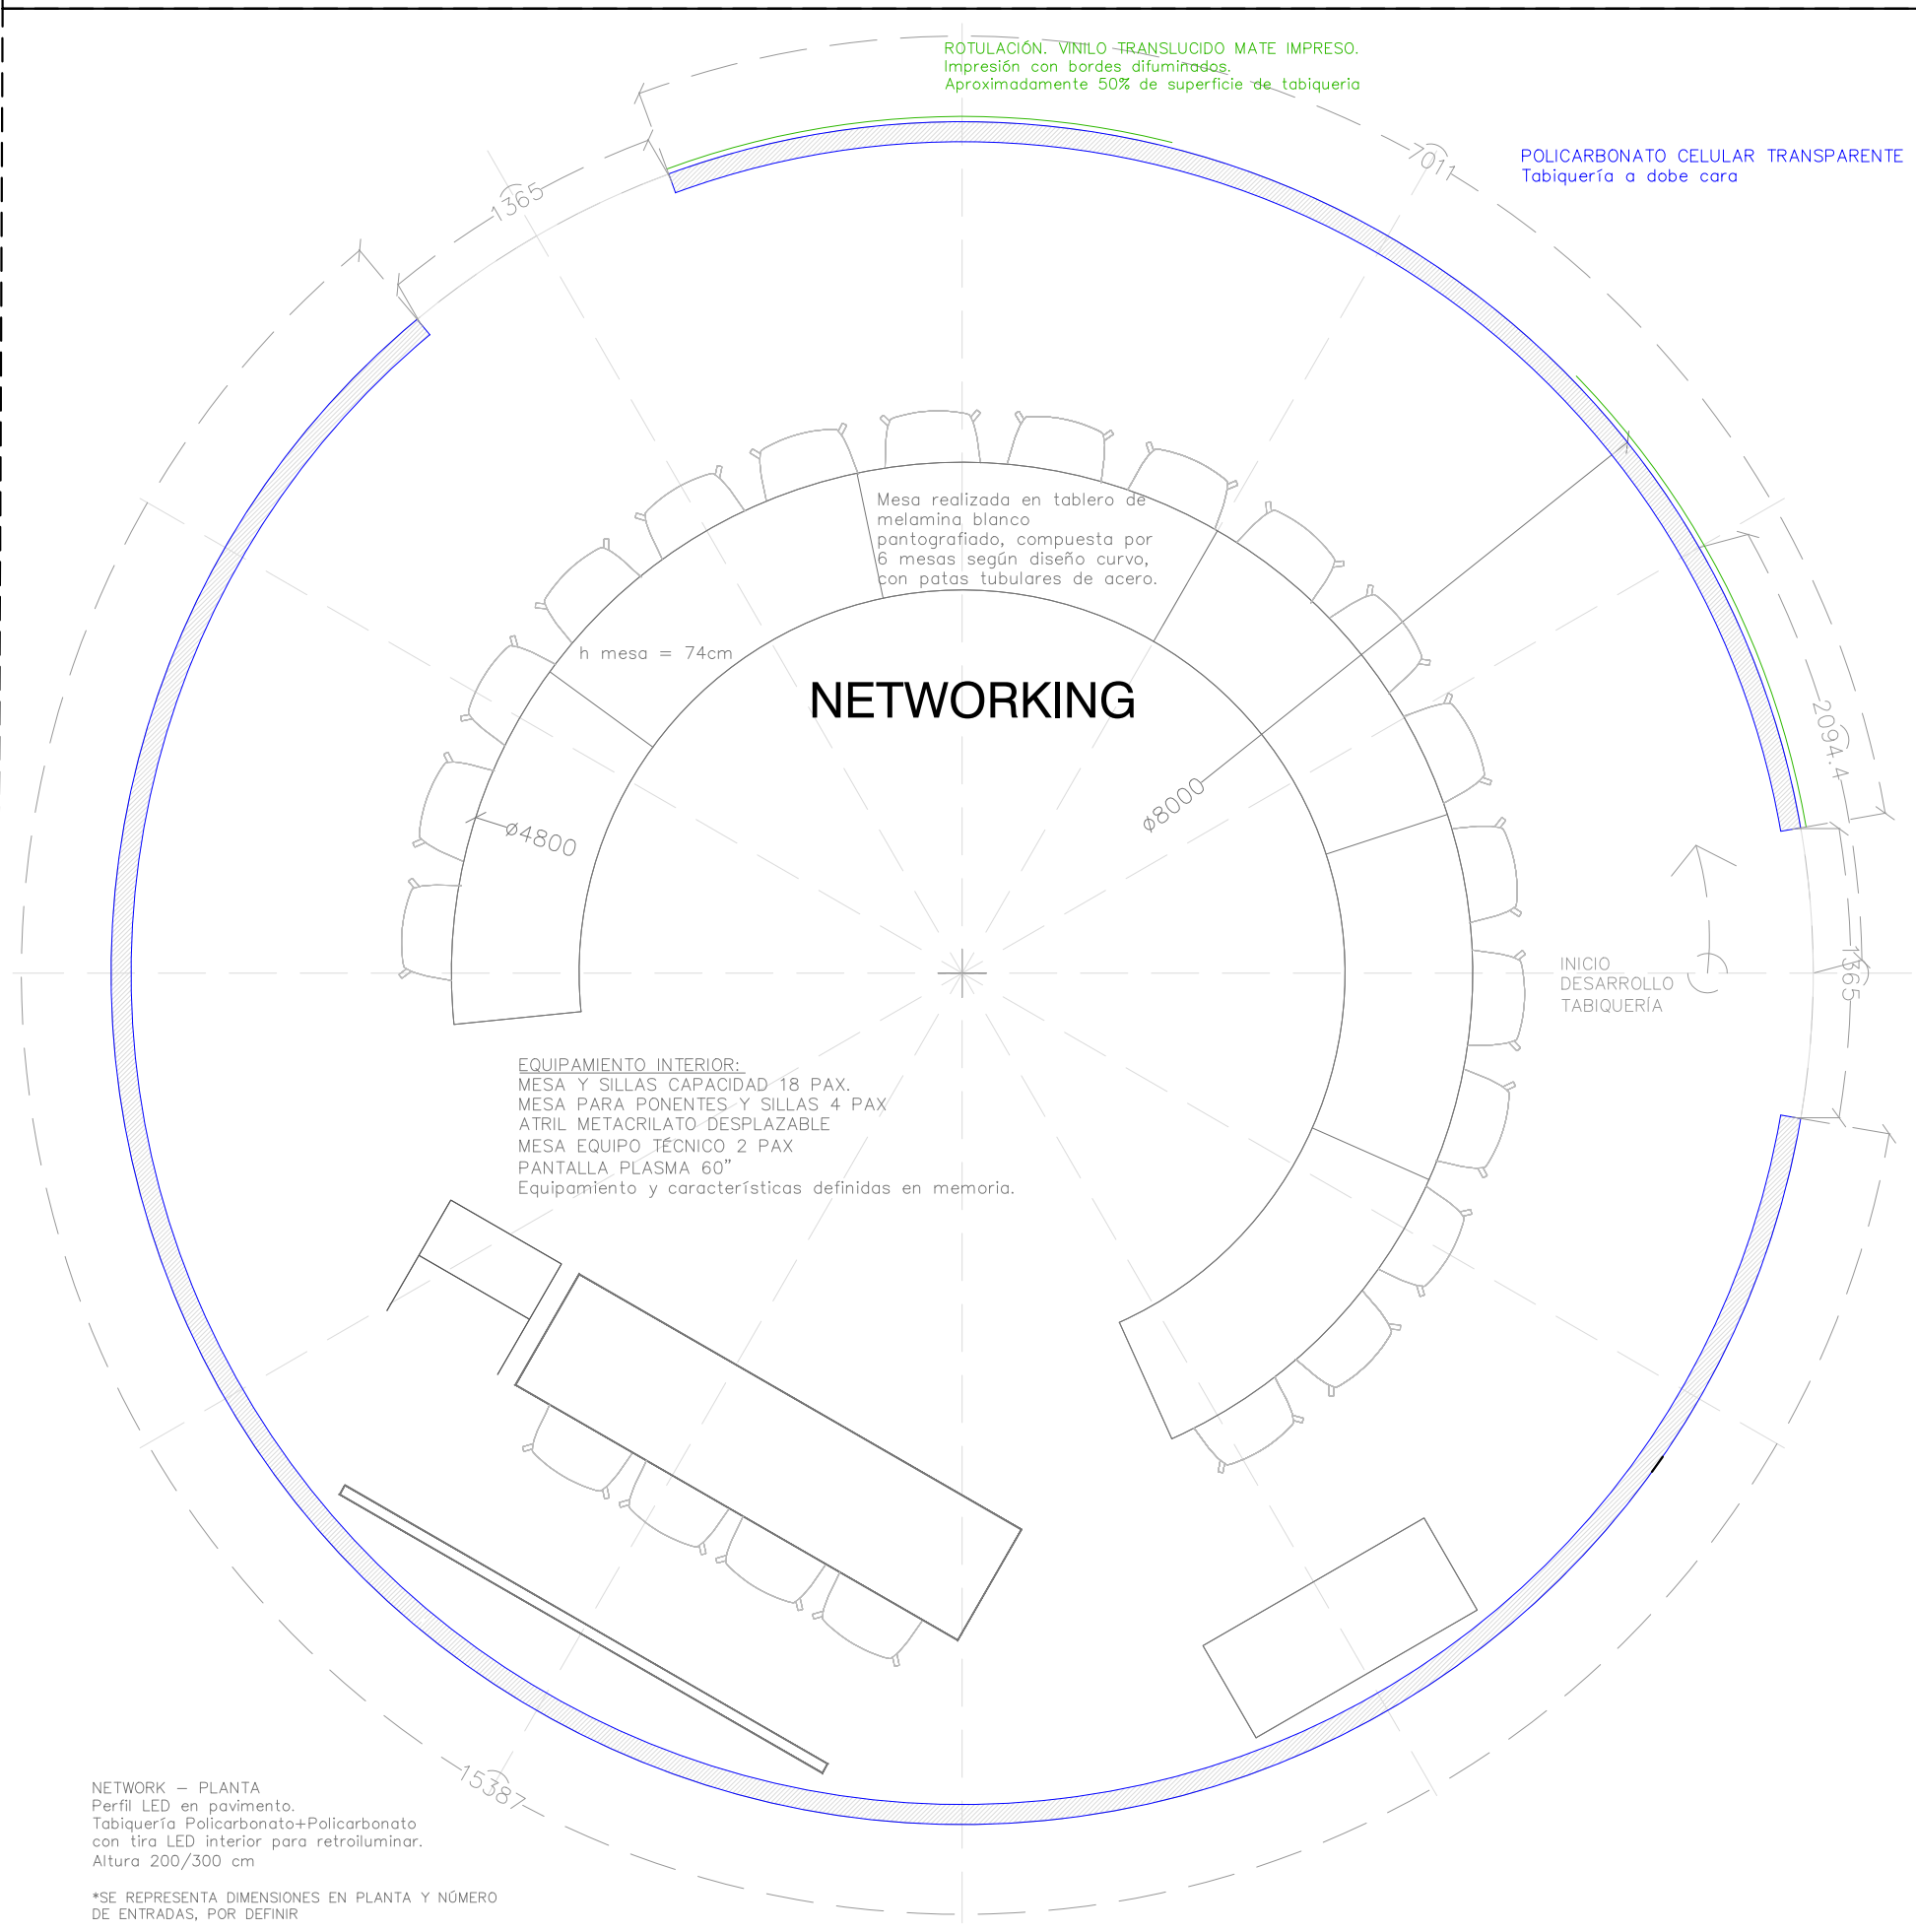 ROTULACIÓN. VINILO TRANSLUCIDO MATE IMPRESO.
Impresión con bordes difuminados.
Aproximadamente 50% de superficie de tabiqueria
POLICARBONATO CELULAR TRANSPARENTE
Tabiquería a dobe cara
7011
1365
Mesa realizada en tablero de
melamina blanco
pantografiado, compuesta por
6 mesas según diseño curvo,
con patas tubulares de acero.
h mesa = 74cm
NETWORKING
2094.4
ø8000
ø4800
INICIO
DESARROLLO
TABIQUERÍA
1365
EQUIPAMIENTO INTERIOR:
MESA Y SILLAS CAPACIDAD 18 PAX.
MESA PARA PONENTES Y SILLAS 4 PAX
ATRIL METACRILATO DESPLAZABLE
MESA EQUIPO TÉCNICO 2 PAX
PANTALLA PLASMA 60"
Equipamiento y características definidas en memoria.
15387
NETWORK – PLANTA
Perfil LED en pavimento.
Tabiquería Policarbonato+Policarbonato
con tira LED interior para retroiluminar.
Altura 200/300 cm
*SE REPRESENTA DIMENSIONES EN PLANTA Y NÚMERO
DE ENTRADAS, POR DEFINIR